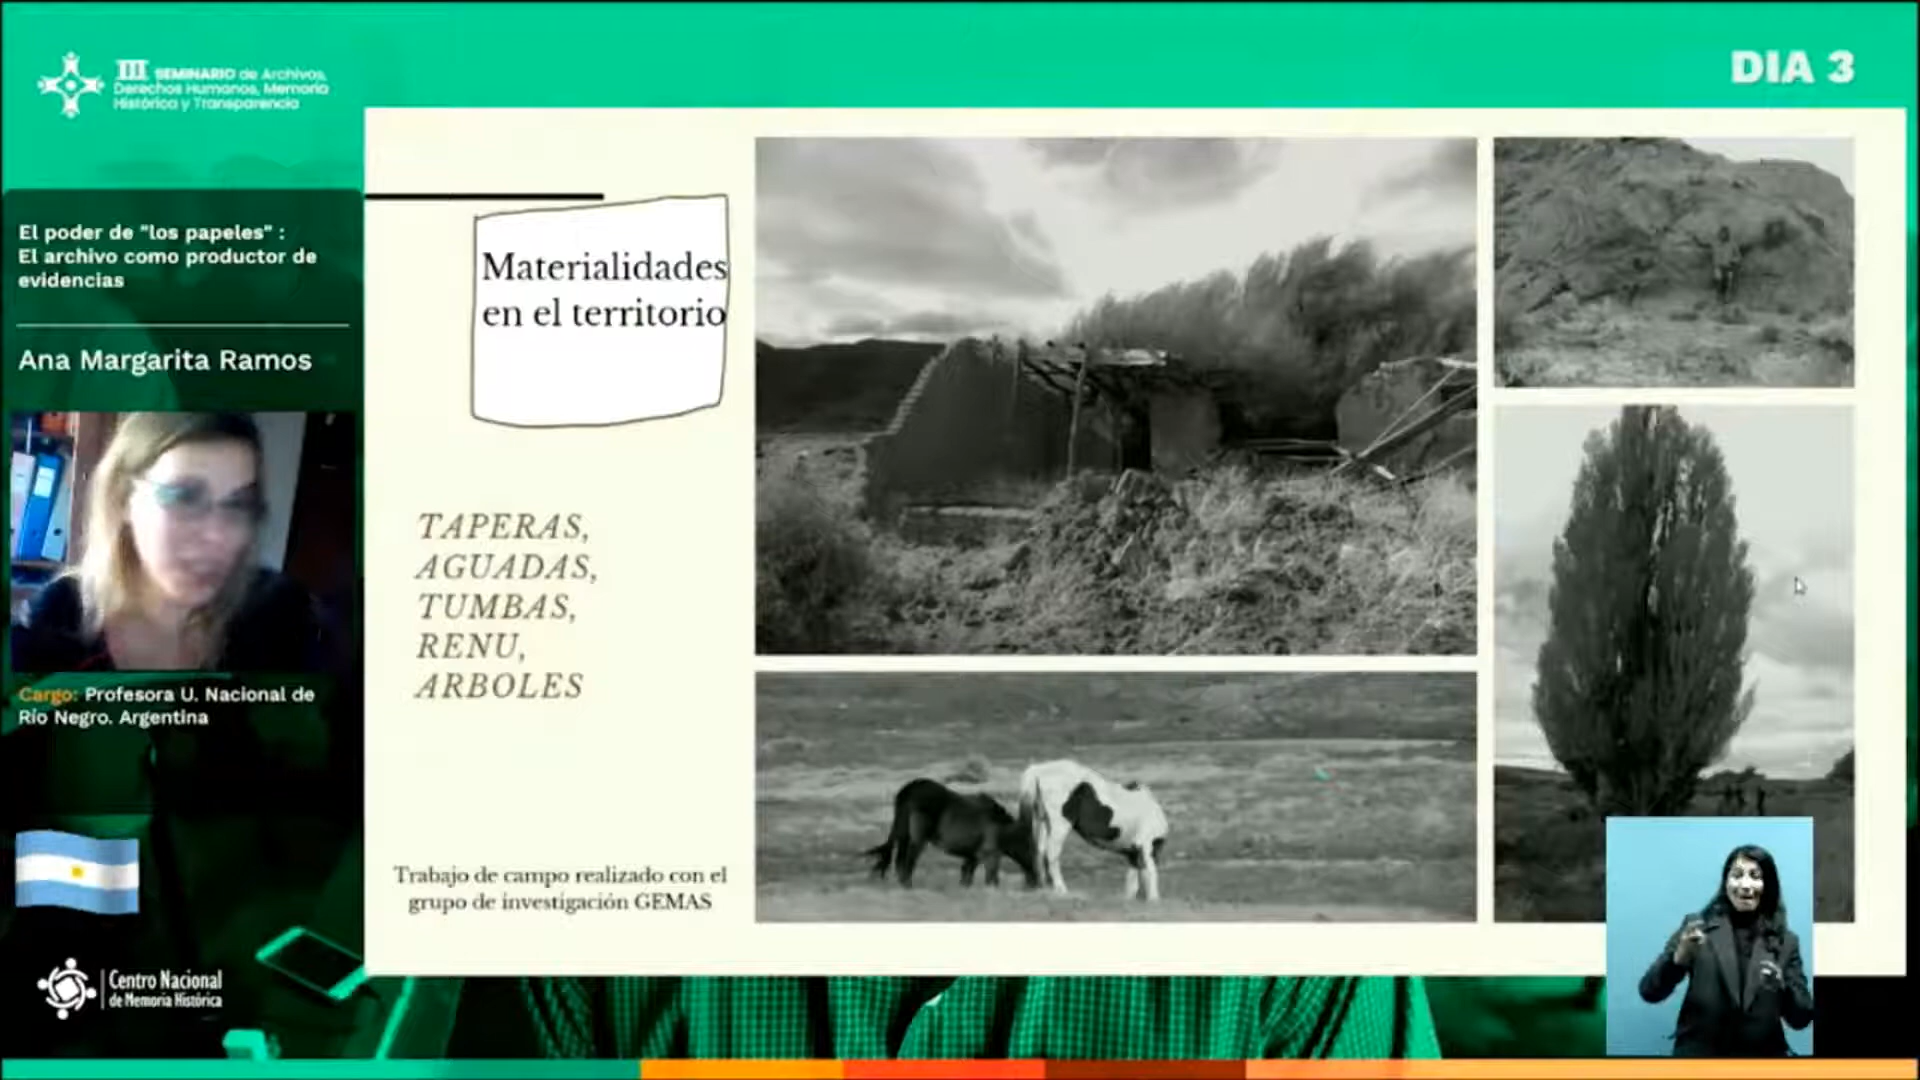 III SEMINARIO de Archivos,
Derechos Humanos, Memoria
Histórica y Transparencia
DIA 3
El poder de "los papeles" :
El archivo como productor de
evidencias
Ana Margarita Ramos
Cargo: Profesora U. Nacional de
Río Negro. Argentina
Centro Nacional
de Memoria Histórica
Materialidades
en el territorio
TAPERAS,
AGUADAS,
TUMBAS,
RENU,
ARBOLES
Trabajo de campo realizado con el
grupo de investigación GEMAS